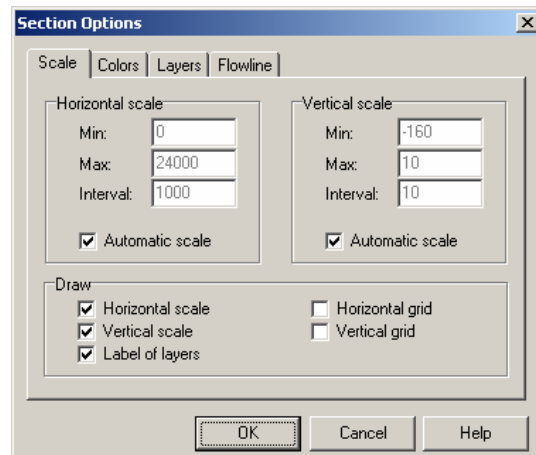 Section Options
Scale Colors Layers Flowline
Horizontal scale Vertical scale
Min: 0 Min: -160
Max: 24000 Max: 10
Interval: 1000 Interval: 10
Automatic scale Automatic scale
Draw
Horizontal scale Horizontal grid
Vertical scale Vertical grid
Label of layers
OK Cancel Help